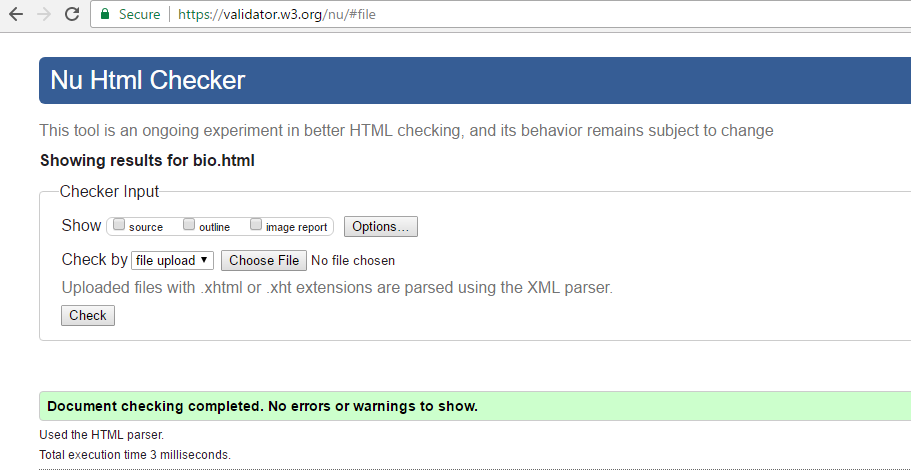 Secure https://validator.w3.org/nu/#file
Nu Html Checker
This tool is an ongoing experiment in better HTML checking, and its behavior remains subject to change
Showing results for bio.html
Checker Input
Show source outline image report Options...
Check by file upload Choose File No file chosen
Uploaded files with .xhtml or .xht extensions are parsed using the XML parser.
Check
Document checking completed. No errors or warnings to show.
Used the HTML parser.
Total execution time 3 milliseconds.